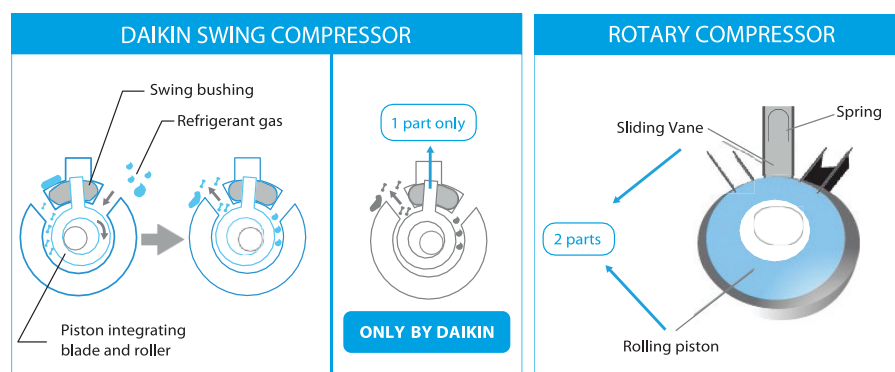 DAIKIN SWING COMPRESSOR
Swing bushing
Refrigerant gas
Piston integrating
blade and roller
1 part only
ONLY BY DAIKIN
ROTARY COMPRESSOR
Sliding Vane
Spring
2 parts
Rolling piston